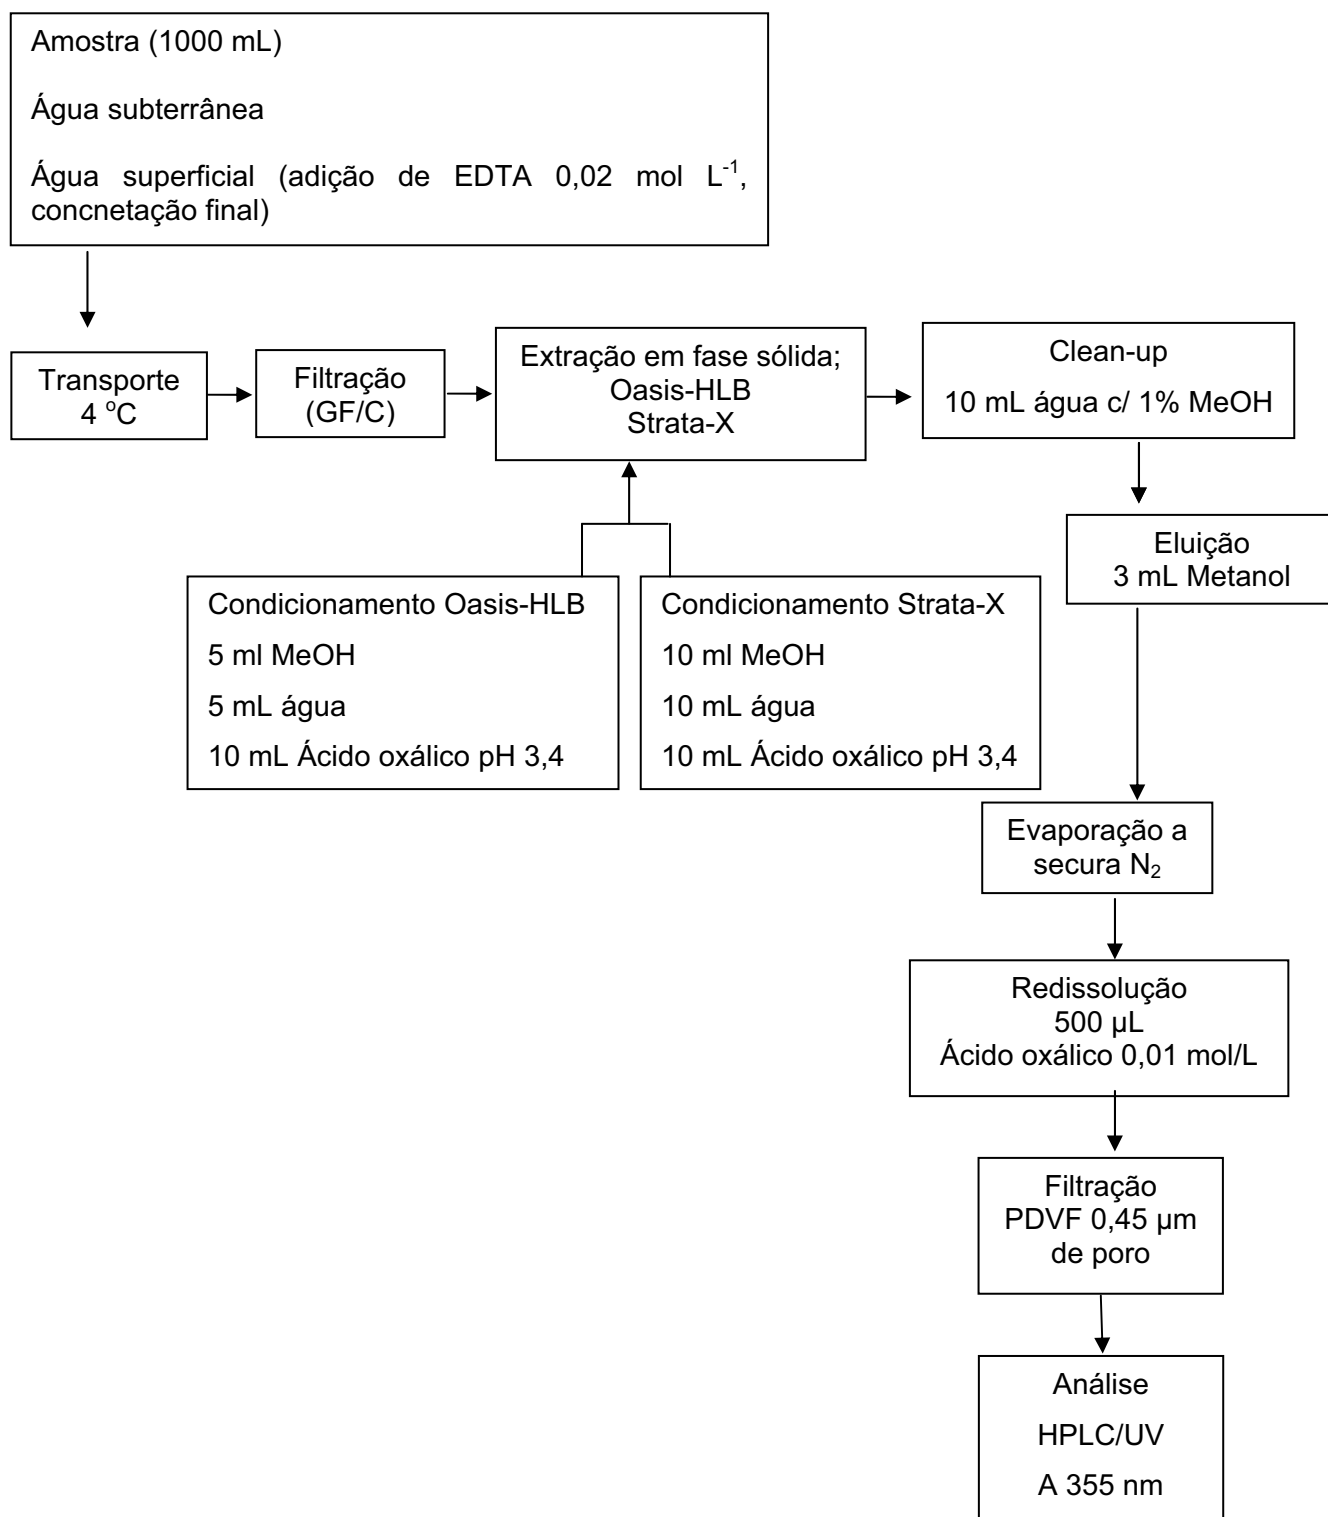 Amostra (1000 mL)
Água subterrânea
Água superficial (adição de EDTA 0,02 mol L⁻¹,
concnetação final)
Transporte
4 °C
Filtração
(GF/C)
Extração em fase sólida;
Oasis-HLB
Strata-X
Clean-up
10 mL água c/ 1% MeOH
Condicionamento Oasis-HLB
5 ml MeOH
5 mL água
10 mL Ácido oxálico pH 3,4
Condicionamento Strata-X
10 ml MeOH
10 mL água
10 mL Ácido oxálico pH 3,4
Eluição
3 mL Metanol
Evaporação a
secura N₂
Redissolução
500 µL
Ácido oxálico 0,01 mol/L
Filtração
PDVF 0,45 µm
de poro
Análise
HPLC/UV
A 355 nm